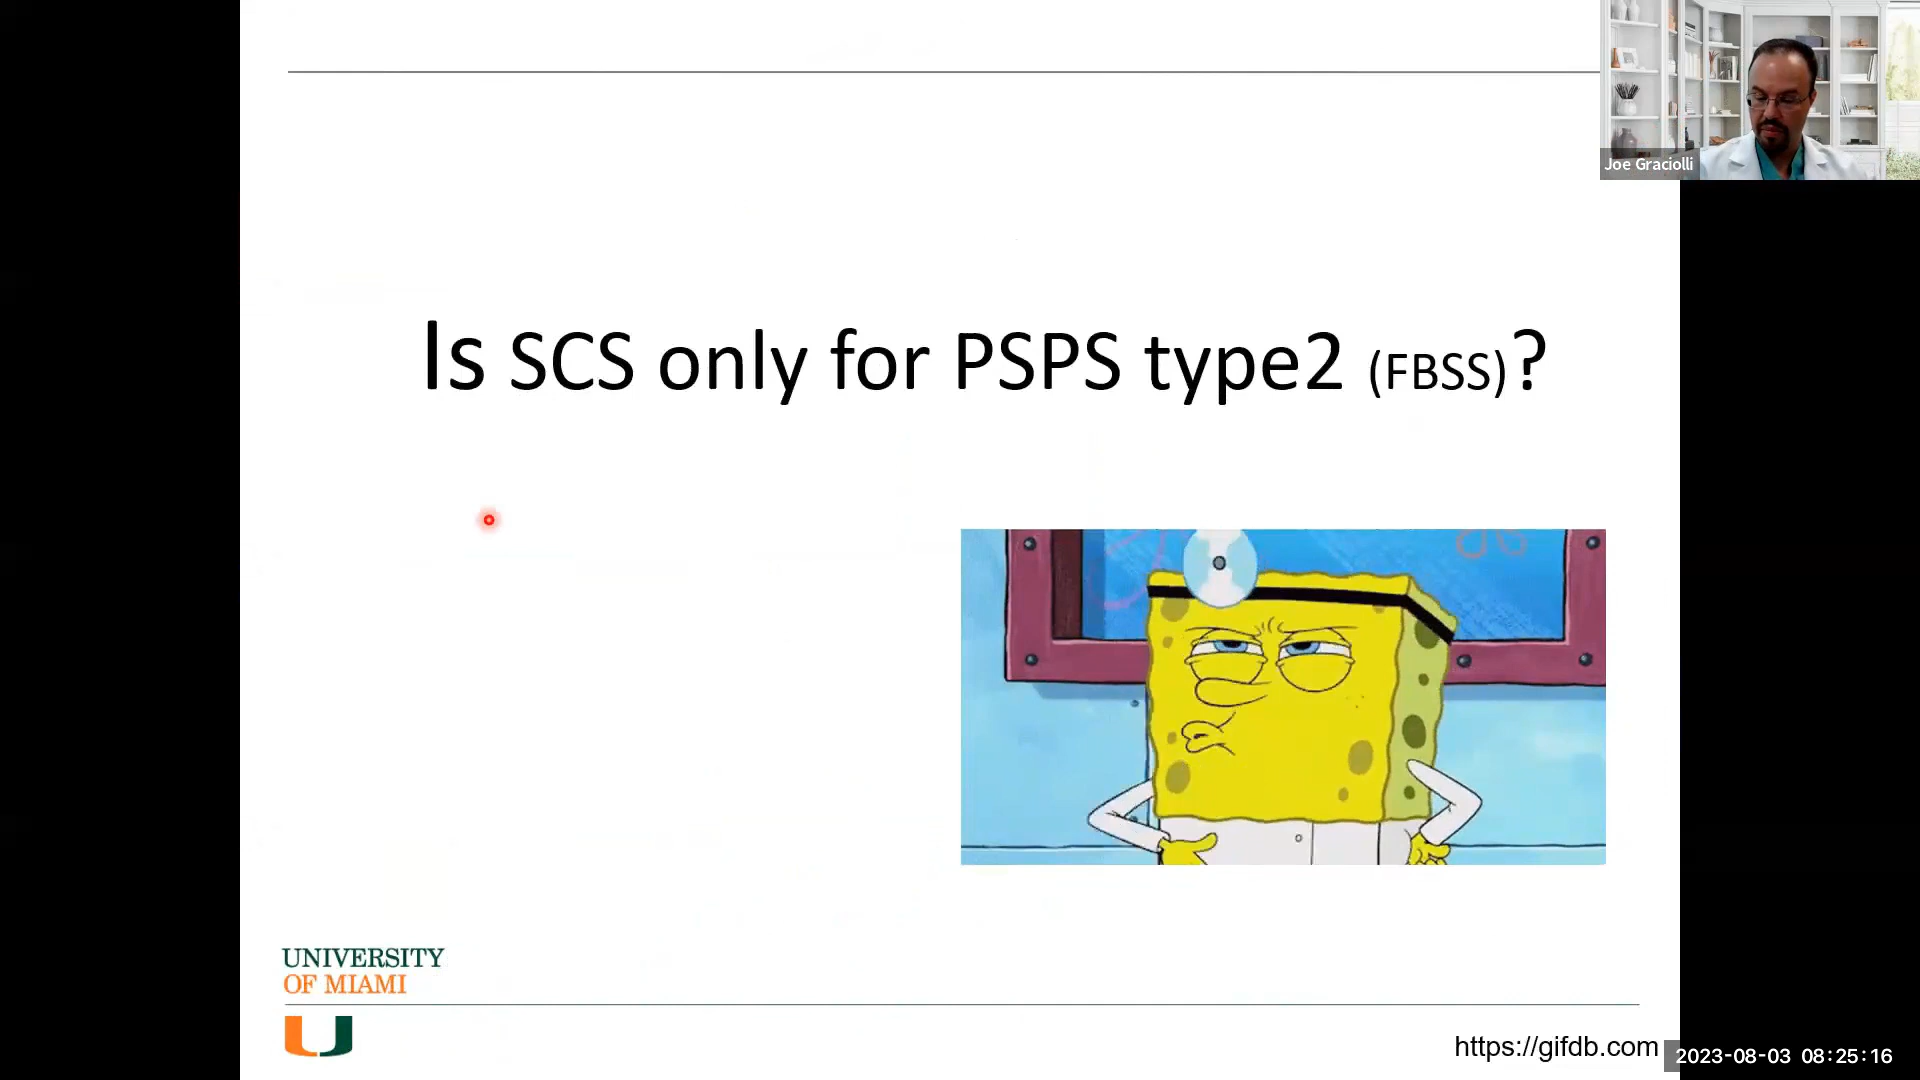 Joe Graciolli
Is SCS only for PSPS type2 (FBSS)?
UNIVERSITY
OF MIAMI
https://gifdb.com
2023-08-03 08:25:16